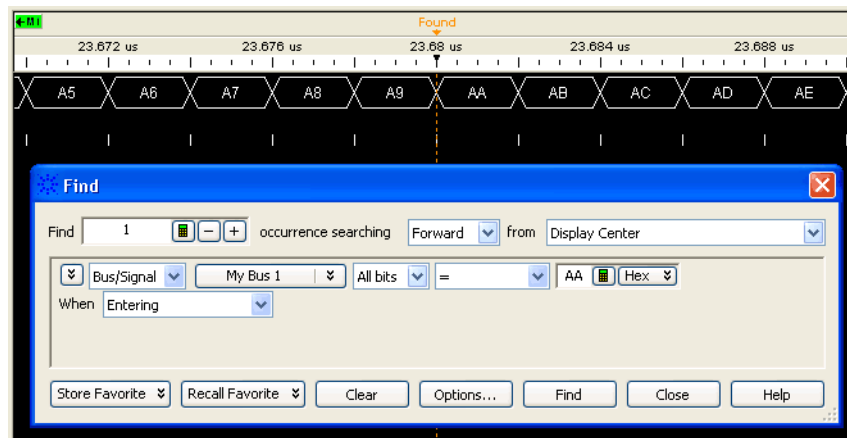 M1
Found
23.672 us 23.676 us 23.68 us 23.684 us 23.688 us
A5 A6 A7 A8 A9 AA AB AC AD AE
Find
Find 1 occurrence searching Forward from Display Center
Bus/Signal My Bus 1 All bits = AA Hex
When Entering
Store Favorite Recall Favorite Clear Options... Find Close Help